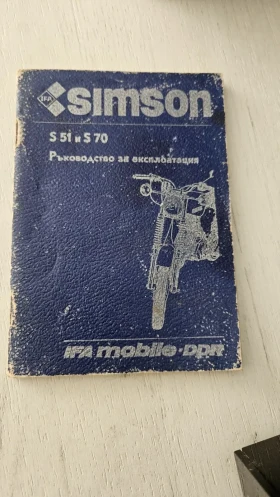 IFA simson
S 51 и S 70
Ръководство за експлоатация
IFA mobile · DDR